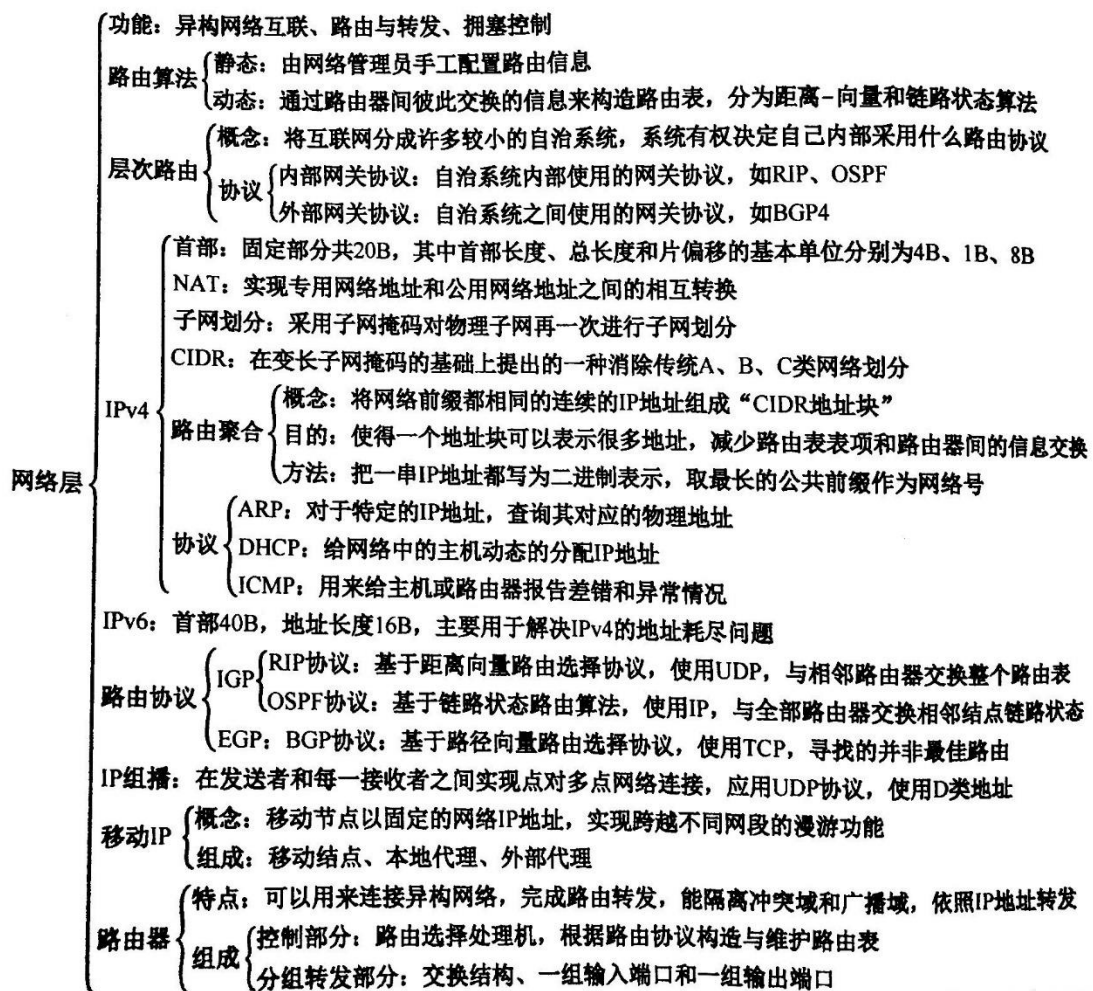 功能：异构网络互联、路由与转发、拥塞控制
路由算法
静态：由网络管理员手工配置路由信息
动态：通过路由器间彼此交换的信息来构造路由表，分为距离-向量和链路状态算法
层次路由
概念：将互联网分成许多较小的自治系统，系统有权决定自己内部采用什么路由协议
协议
内部网关协议：自治系统内部使用的网关协议，如RIP、OSPF
外部网关协议：自治系统之间使用的网关协议，如BGP4
网络层
IPv4
首部：固定部分共20B，其中首部长度、总长度和片偏移的基本单位分别为4B、1B、8B
NAT：实现专用网络地址和公用网络地址之间的相互转换
子网划分：采用子网掩码对物理子网再一次进行子网划分
CIDR：在变长子网掩码的基础上提出的一种消除传统A、B、C类网络划分
路由聚合
概念：将网络前缀都相同的连续的IP地址组成“CIDR地址块”
目的：使得一个地址块可以表示很多地址，减少路由表表项和路由器间的信息交换
方法：把一串IP地址都写为二进制表示，取最长的公共前缀作为网络号
协议
ARP：对于特定的IP地址，查询其对应的物理地址
DHCP：给网络中的主机动态的分配IP地址
ICMP：用来给主机或路由器报告差错和异常情况
IPv6：首部40B，地址长度16B，主要用于解决IPv4的地址耗尽问题
路由协议
IGP
RIP协议：基于距离向量路由选择协议，使用UDP，与相邻路由器交换整个路由表
OSPF协议：基于链路状态路由算法，使用IP，与全部路由器交换相邻结点链路状态
EGP：BGP协议：基于路径向量路由选择协议，使用TCP，寻找的并非最佳路由
IP组播：在发送者和每一接收者之间实现点对多点网络连接，应用UDP协议，使用D类地址
移动IP
概念：移动节点以固定的网络IP地址，实现跨越不同网段的漫游功能
组成：移动结点、本地代理、外部代理
路由器
特点：可以用来连接异构网络，完成路由转发，能隔离冲突域和广播域，依照IP地址转发
组成
控制部分：路由选择处理机，根据路由协议构造与维护路由表
分组转发部分：交换结构、一组输入端口和一组输出端口